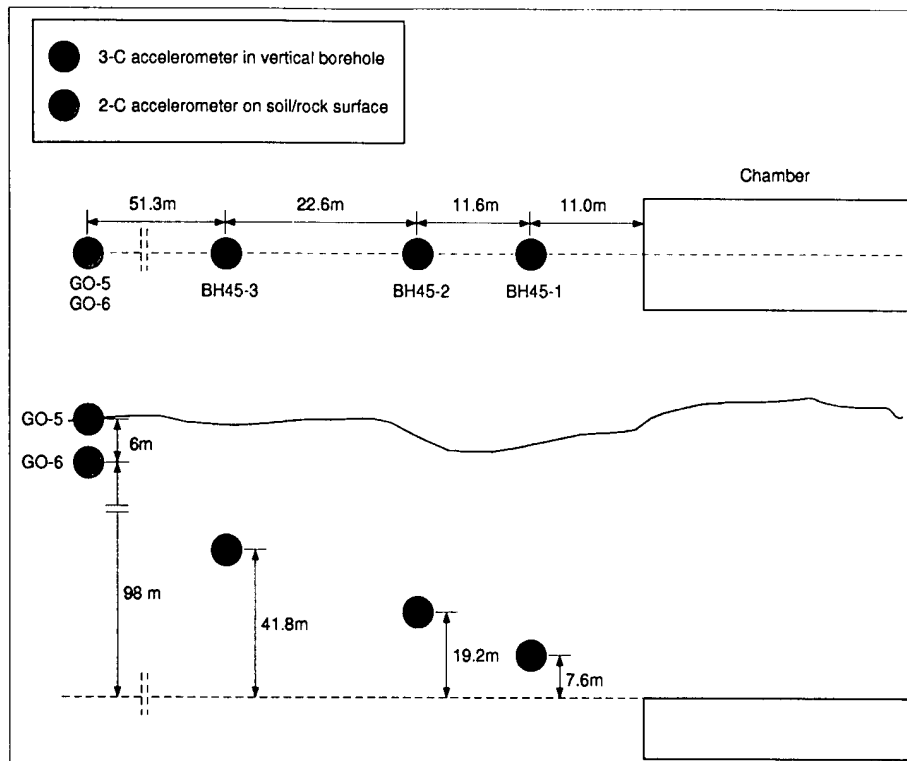 3-C accelerometer in vertical borehole
2-C accelerometer on soil/rock surface
Chamber
51.3m
22.6m
11.6m
11.0m
GO-5
GO-6
BH45-3
BH45-2
BH45-1
GO-5
6m
GO-6
98 m
41.8m
19.2m
7.6m